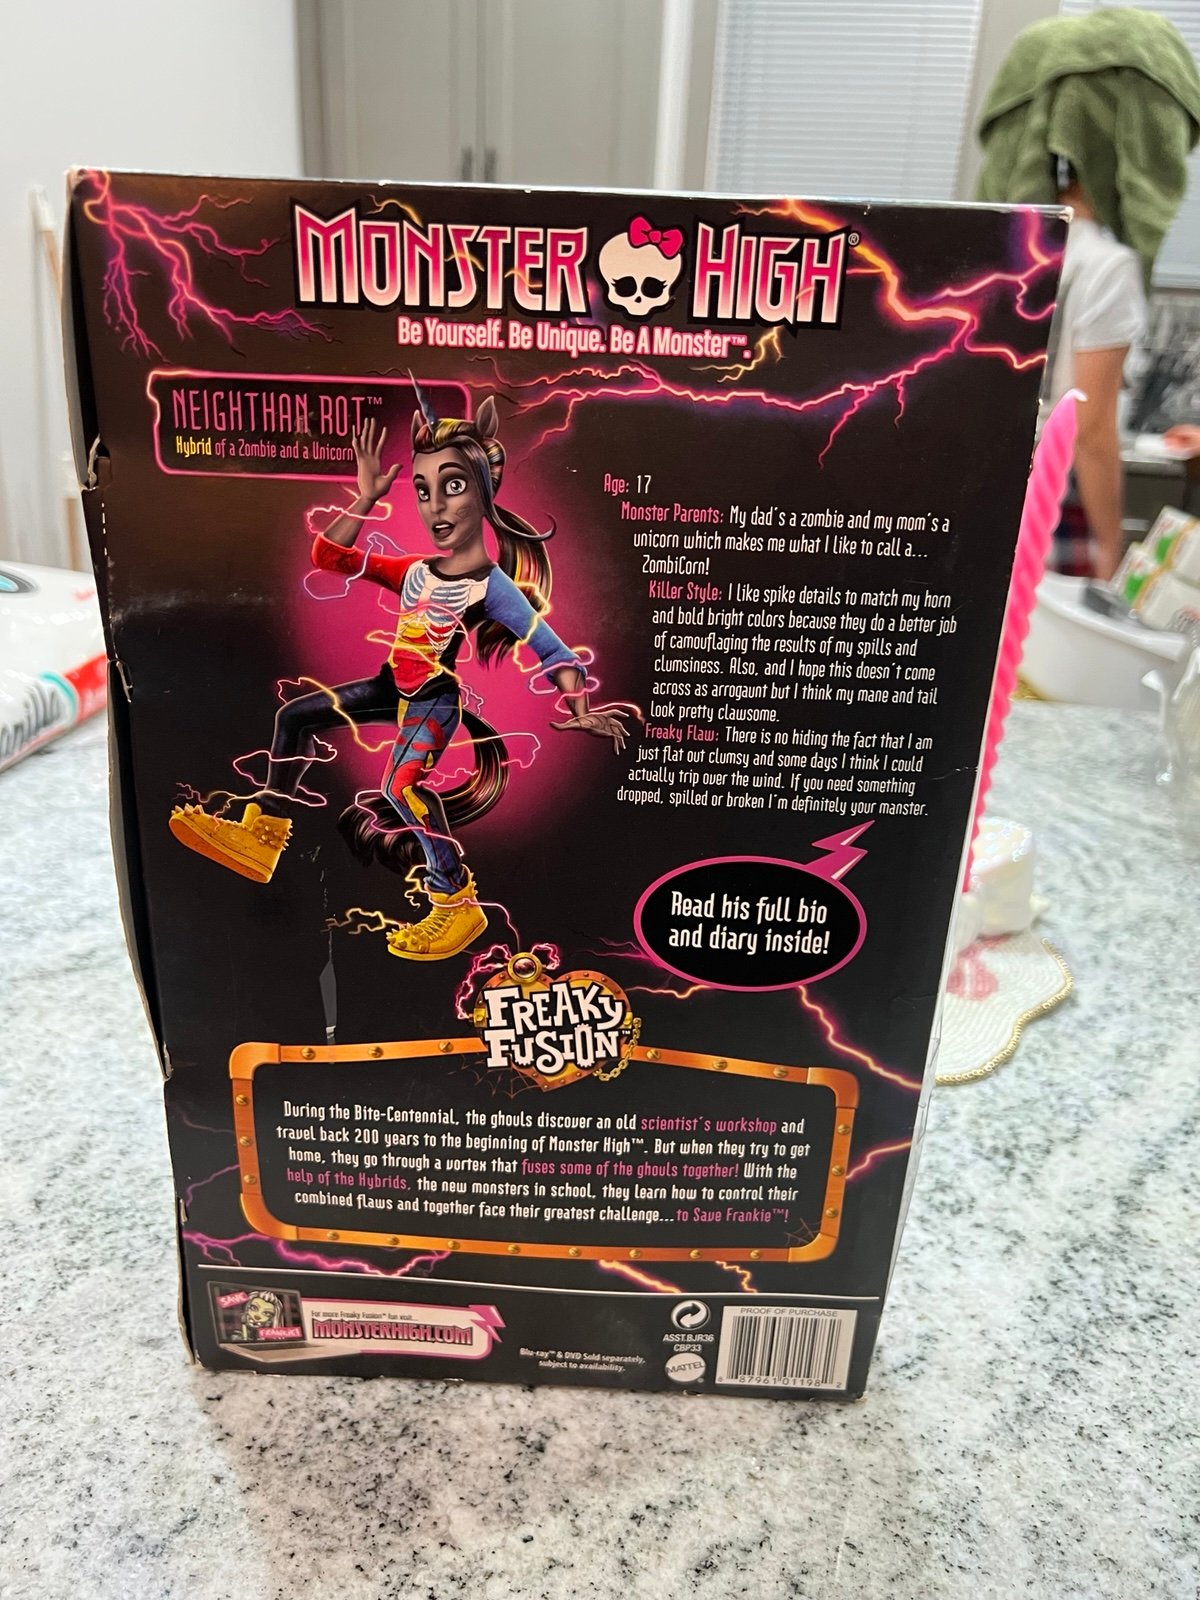 MONSTER HIGH®
Be Yourself. Be Unique. Be A Monster™.
NEIGHTHAN ROT™
Hybrid of a Zombie and a Unicorn
Age: 17
Monster Parents: My dad's a zombie and my mom's a
unicorn which makes me what I like to call a...
ZombiCorn!
Killer Style: I like spike details to match my horn
and bold bright colors because they do a better job
of camouflaging the results of my spills and
clumsiness. Also, and I hope this doesn't come
across as arrogaunt but I think my mane and tail
look pretty clawsome.
Freaky Flaw: There is no hiding the fact that I am
just flat out clumsy and some days I think I could
actually trip over the wind. If you need something
dropped, spilled or broken I'm definitely your manster.
Read his full bio
and diary inside!
FREAKY
FUSION™
During the Bite-Centennial, the ghouls discover an old scientist's workshop and
travel back 200 years to the beginning of Monster High™. But when they try to get
home, they go through a vortex that fuses some of the ghouls together! With the
help of the Hybrids, the new monsters in school, they learn how to control their
combined flaws and together face their greatest challenge... to Save Frankie™!
SAVE
FRANKIE!
For more Freaky Fusion™ fun visit...
MONSTERHIGH.COM
Blu-ray™ & DVD Sold separately,
subject to availability.
ASST.BJR36
CBP33
MATTEL
PROOF OF PURCHASE
87961 01198 2